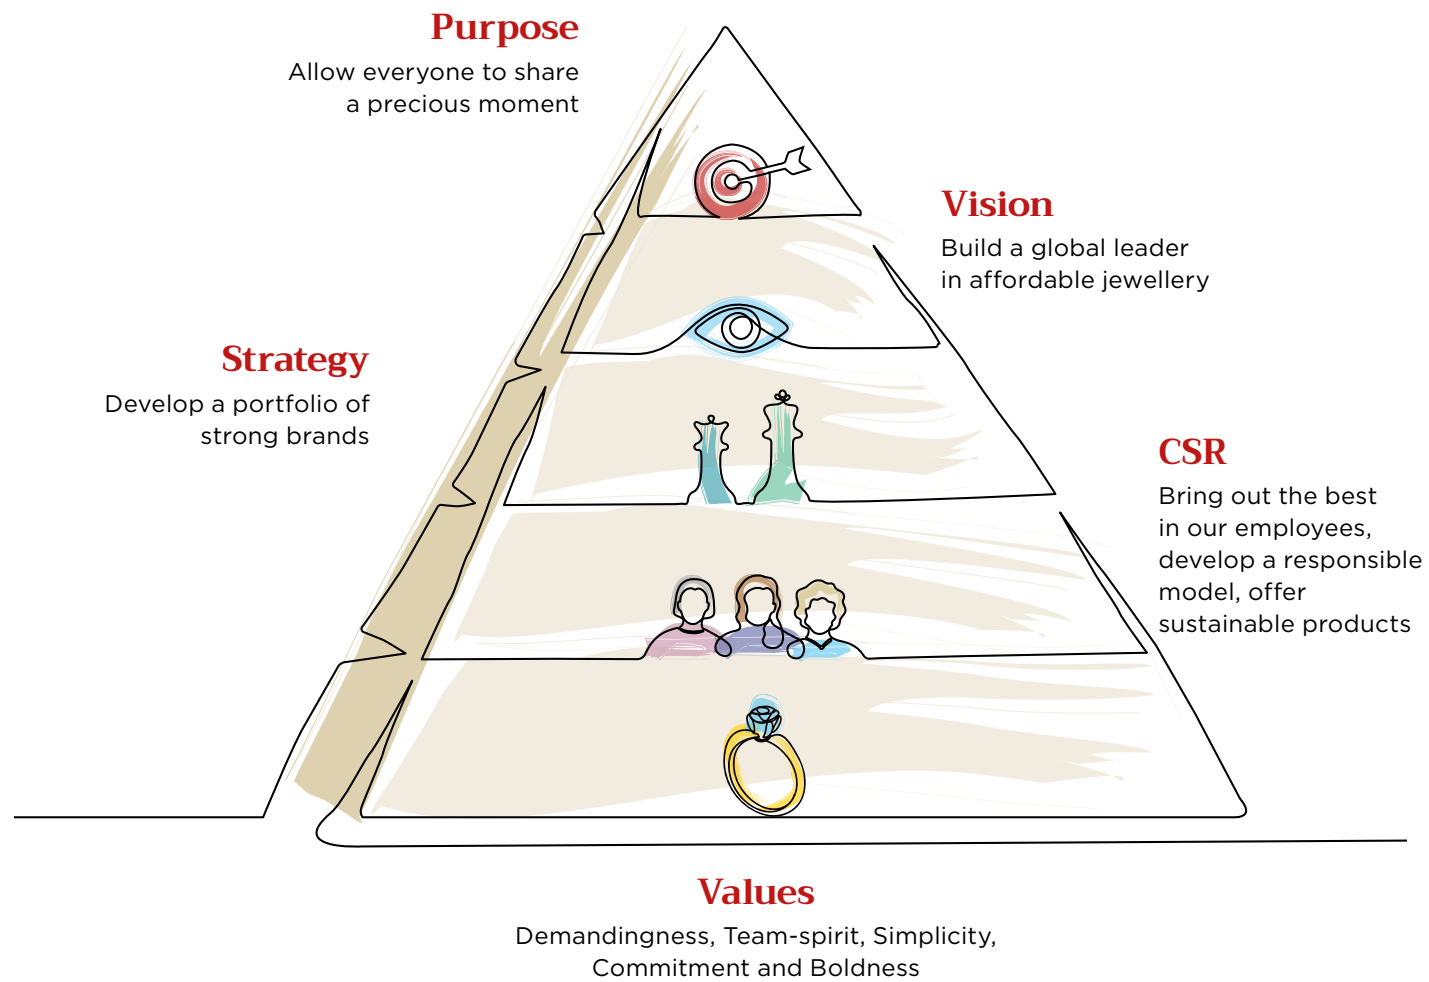 Purpose
Allow everyone to share
a precious moment
Vision
Build a global leader
in affordable jewellery
Strategy
Develop a portfolio of
strong brands
CSR
Bring out the best
in our employees,
develop a responsible
model, offer
sustainable products
Values
Demandingness, Team-spirit, Simplicity,
Commitment and Boldness